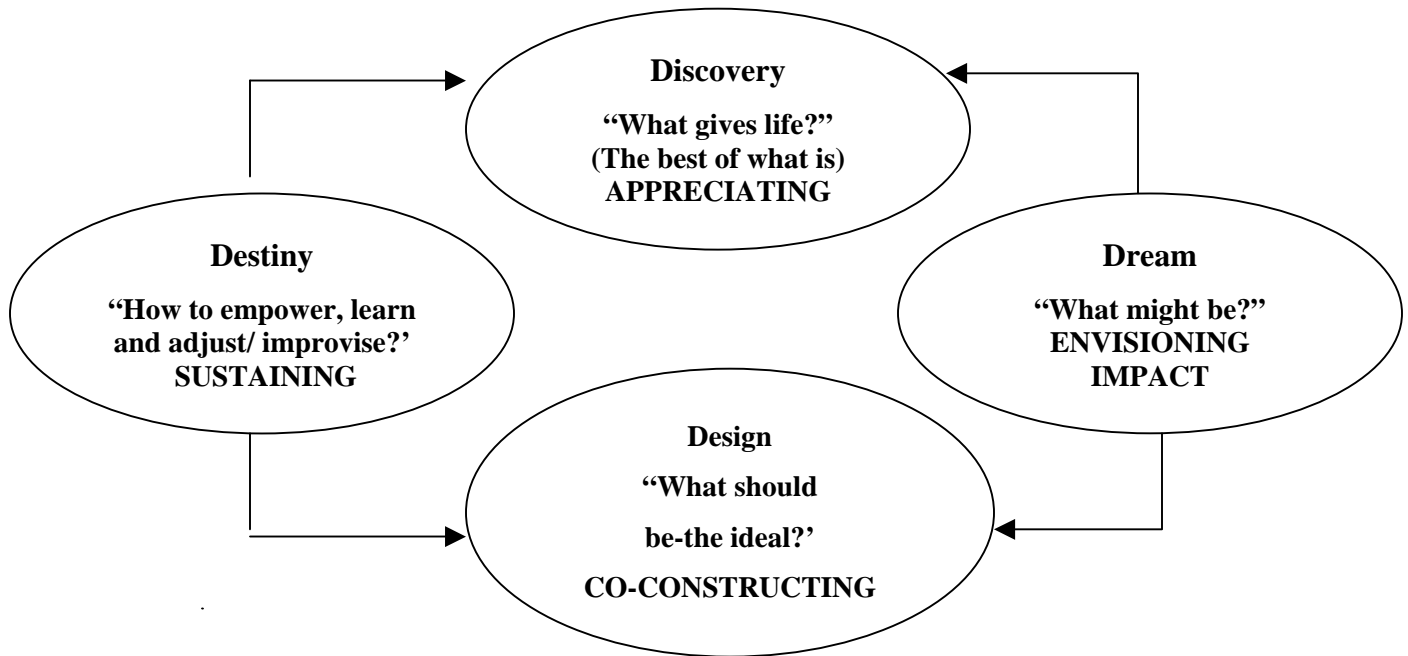 Discovery
“What gives life?”
(The best of what is)
APPRECIATING
Destiny
“How to empower, learn
and adjust/ improvise?’
SUSTAINING
Dream
“What might be?”
ENVISIONING
IMPACT
Design
“What should
be-the ideal?’
CO-CONSTRUCTING